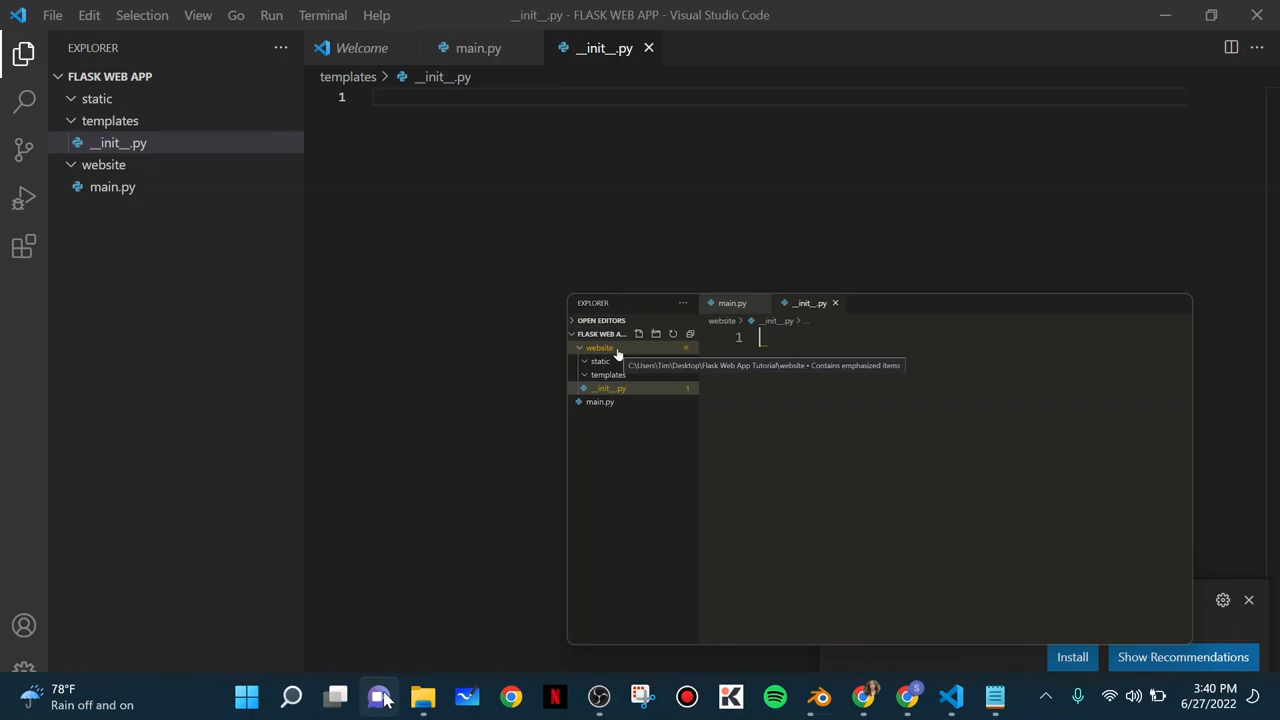 File Edit Selection View Go Run Terminal Help __init__.py - FLASK WEB APP - Visual Studio Code
EXPLORER
Welcome main.py __init__.py
FLASK WEB APP
templates > __init__.py
static
1
templates
__init__.py
website
main.py
EXPLORER
main.py __init__.py
OPEN EDITORS
website > __init__.py > ...
FLASK WEB A...
1
website
static
C:\Users\Tim\Desktop\Flask Web App Tutorial\website • Contains emphasized items
templates
__init__.py 1
main.py
Install Show Recommendations
78°F
Rain off and on
3:40 PM
6/27/2022